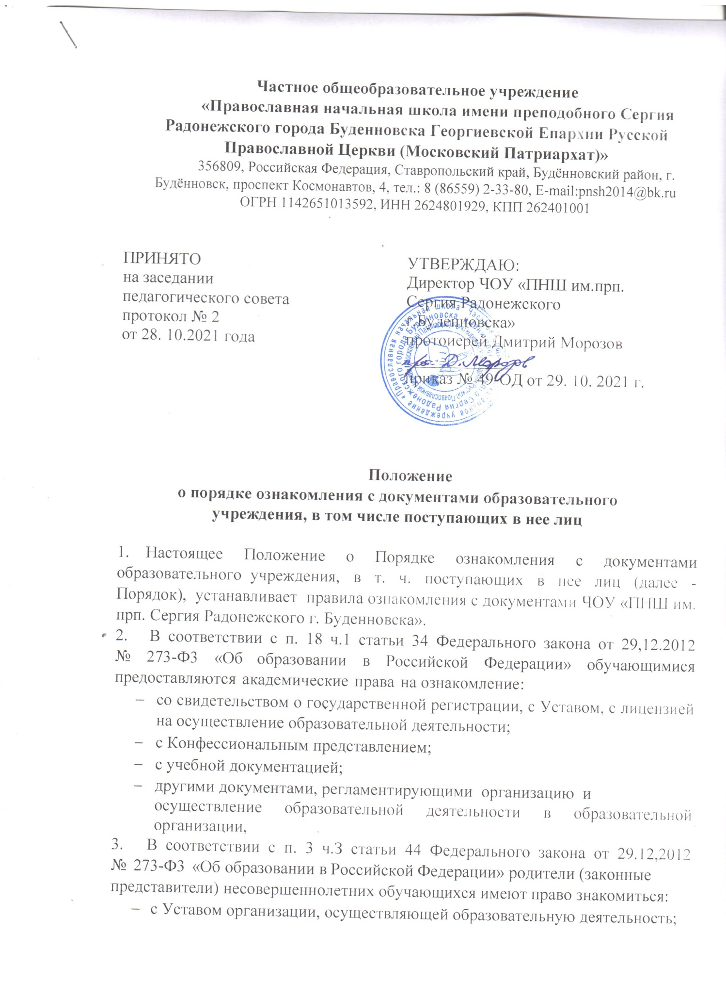 Частное общеобразовательное учреждение
«Православная начальная школа имени преподобного Сергия
Радонежского города Буденновска Георгиевской Епархии Русской
Православной Церкви (Московский Патриархат)»
356809, Российская Федерация, Ставропольский край, Будённовский район, г.
Будённовск, проспект Космонавтов, 4, тел.: 8 (86559) 2-33-80, E-mail:pnsh2014@bk.ru
ОГРН 1142651013592, ИНН 2624801929, КПП 262401001
ПРИНЯТО
на заседании
педагогического совета
протокол № 2
от 28. 10.2021 года
УТВЕРЖДАЮ:
Директор ЧОУ «ПНШ им.прп.
Сергия Радонежского
г.Буденновска»
протоиерей Дмитрий Морозов
прот. Д. Морозов
приказ № 49-ОД от 29. 10. 2021 г.
Положение
о порядке ознакомления с документами образовательного
учреждения, в том числе поступающих в нее лиц
1. Настоящее Положение о Порядке ознакомления с документами
образовательного учреждения, в т. ч. поступающих в нее лиц (далее -
Порядок), устанавливает правила ознакомления с документами ЧОУ «ПНШ им.
прп. Сергия Радонежского г. Буденновска».
2. В соответствии с п. 18 ч.1 статьи 34 Федерального закона от 29,12.2012
№ 273-ФЗ «Об образовании в Российской Федерации» обучающимися
предоставляются академические права на ознакомление:
– со свидетельством о государственной регистрации, с Уставом, с лицензией
на осуществление образовательной деятельности;
– с Конфессиональным представлением;
– с учебной документацией;
– другими документами, регламентирующими организацию и
осуществление образовательной деятельности в образовательной
организации,
3. В соответствии с п. 3 ч.3 статьи 44 Федерального закона от 29.12,2012
№ 273-ФЗ «Об образовании в Российской Федерации» родители (законные
представители) несовершеннолетних обучающихся имеют право знакомиться:
– с Уставом организации, осуществляющей образовательную деятельность;